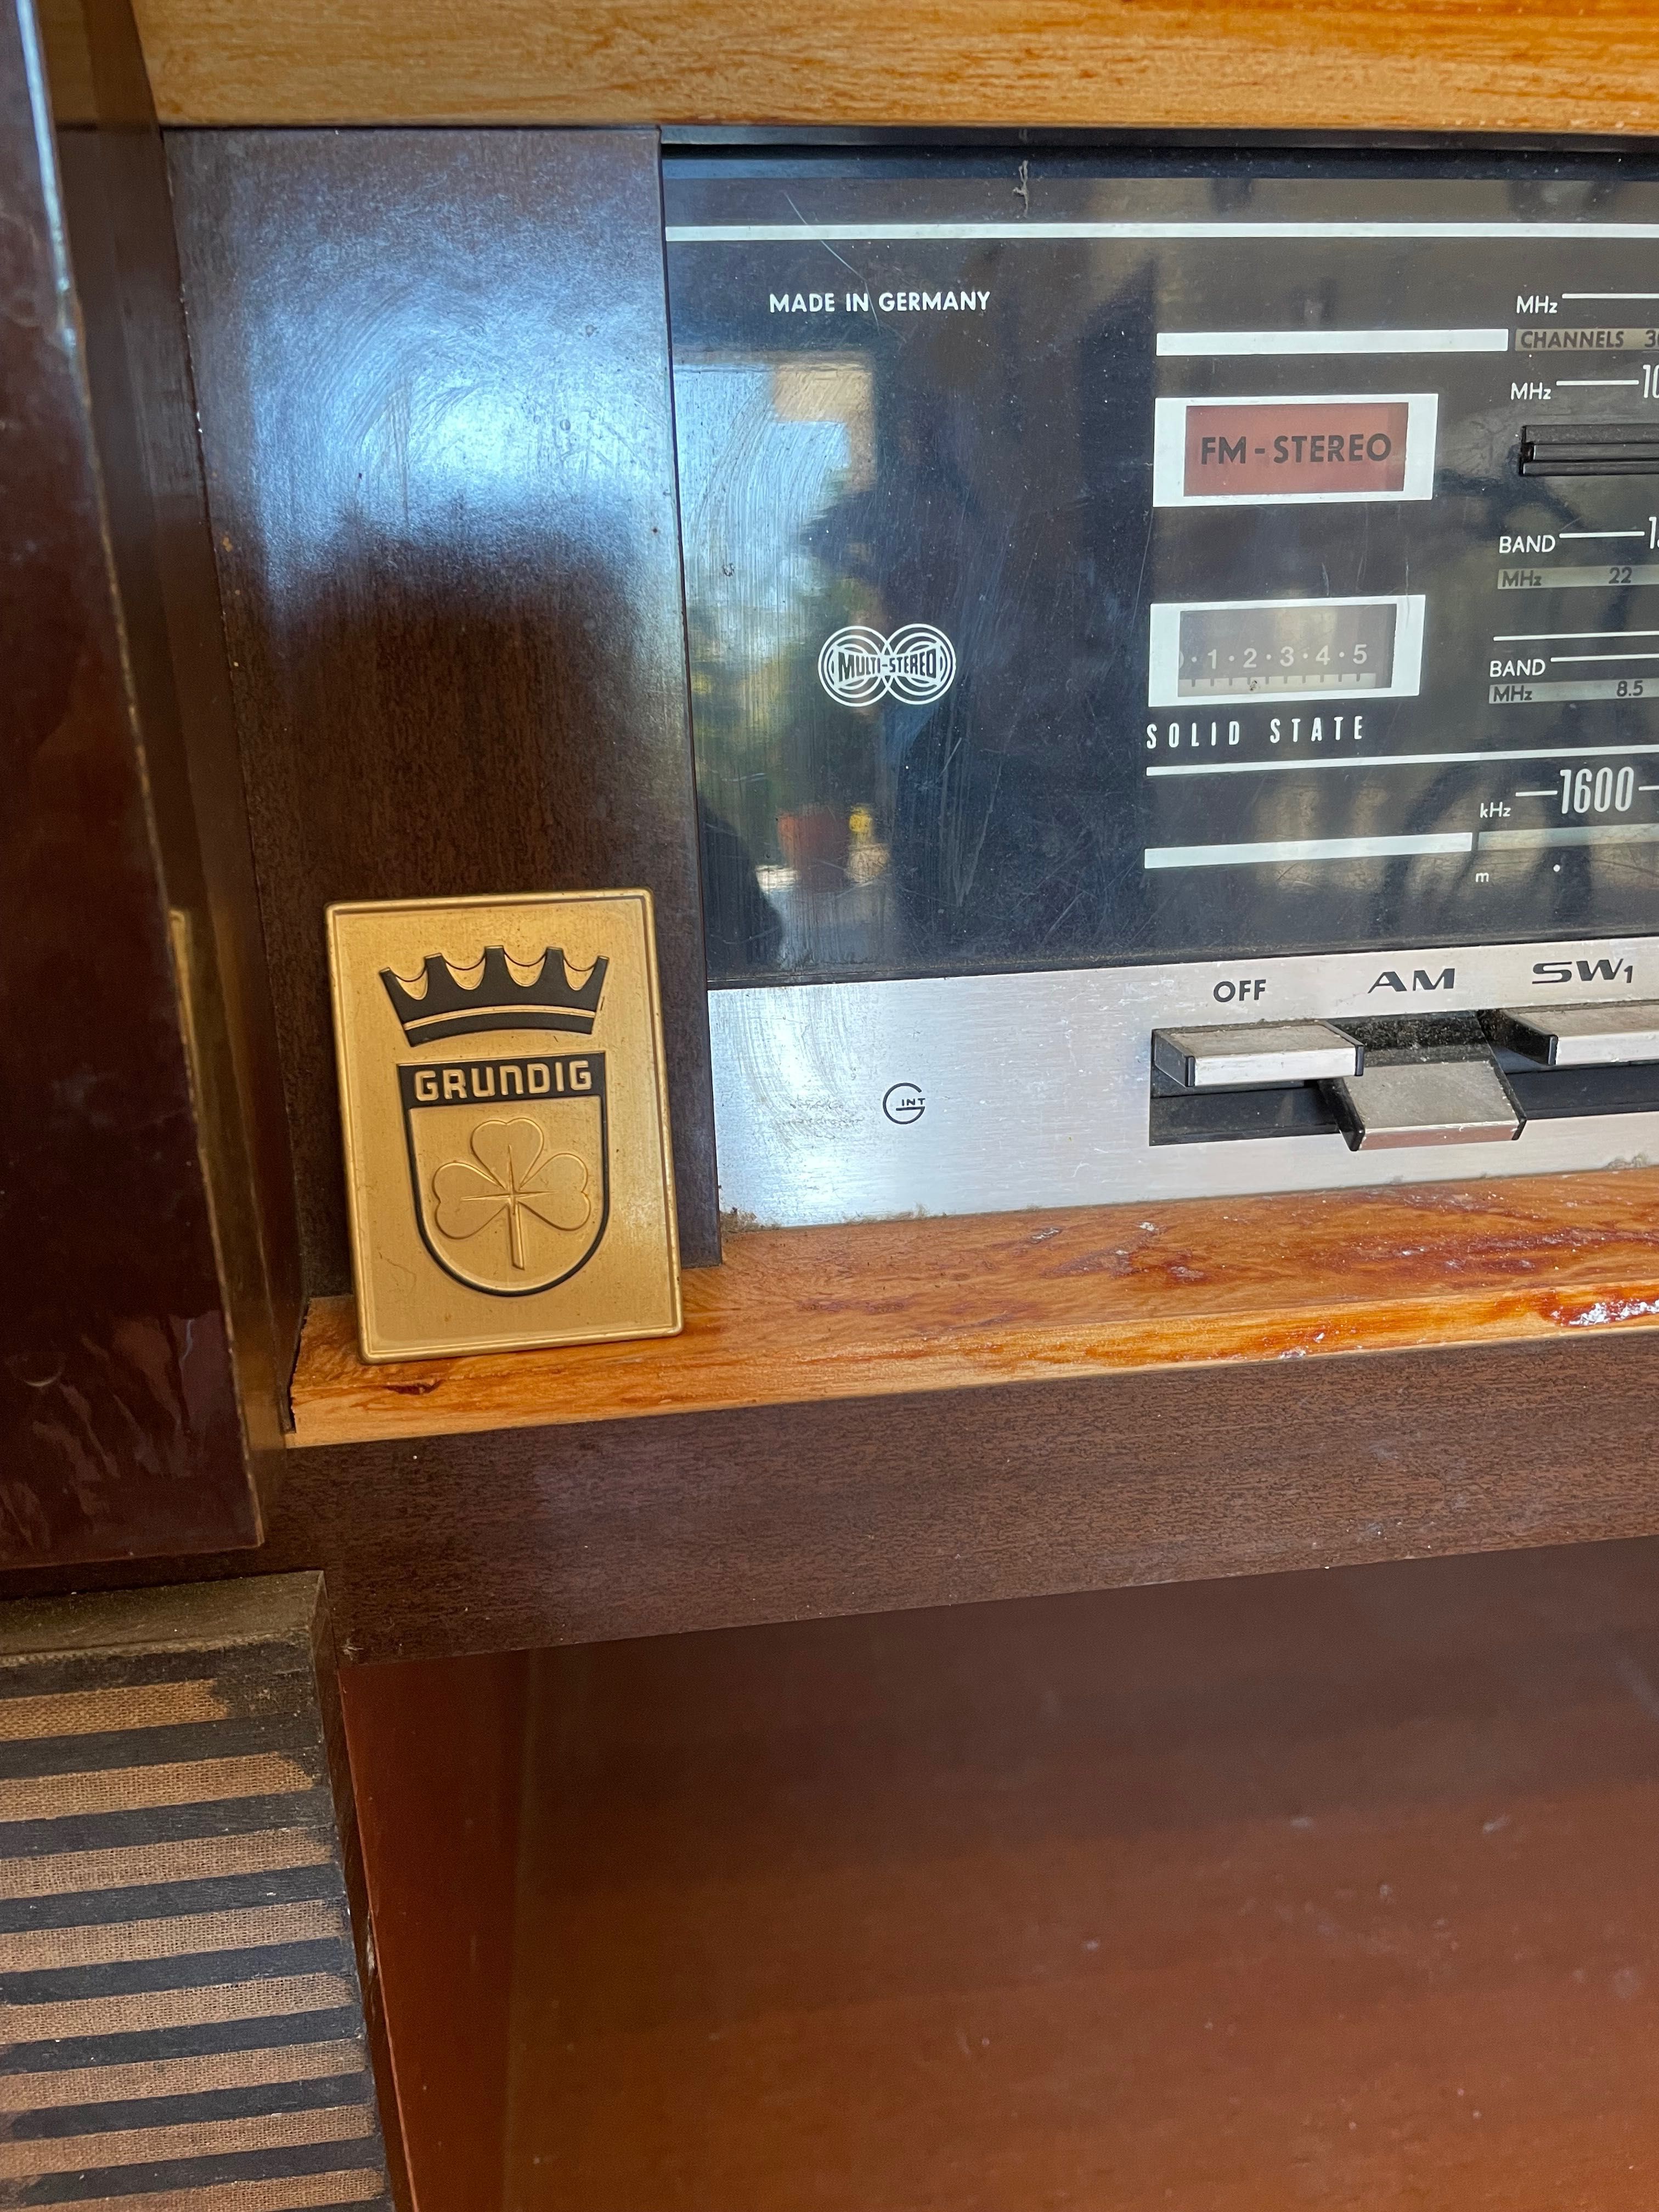 MADE IN GERMANY
MHz
CHANNELS
MHz
FM-STEREO
BAND
MHz 22
MULTI-STEREO
1·2·3·4·5
BAND
MHz 8.5
SOLID STATE
kHz 1600
m
OFF AM SW1
GRUNDIG
G INT